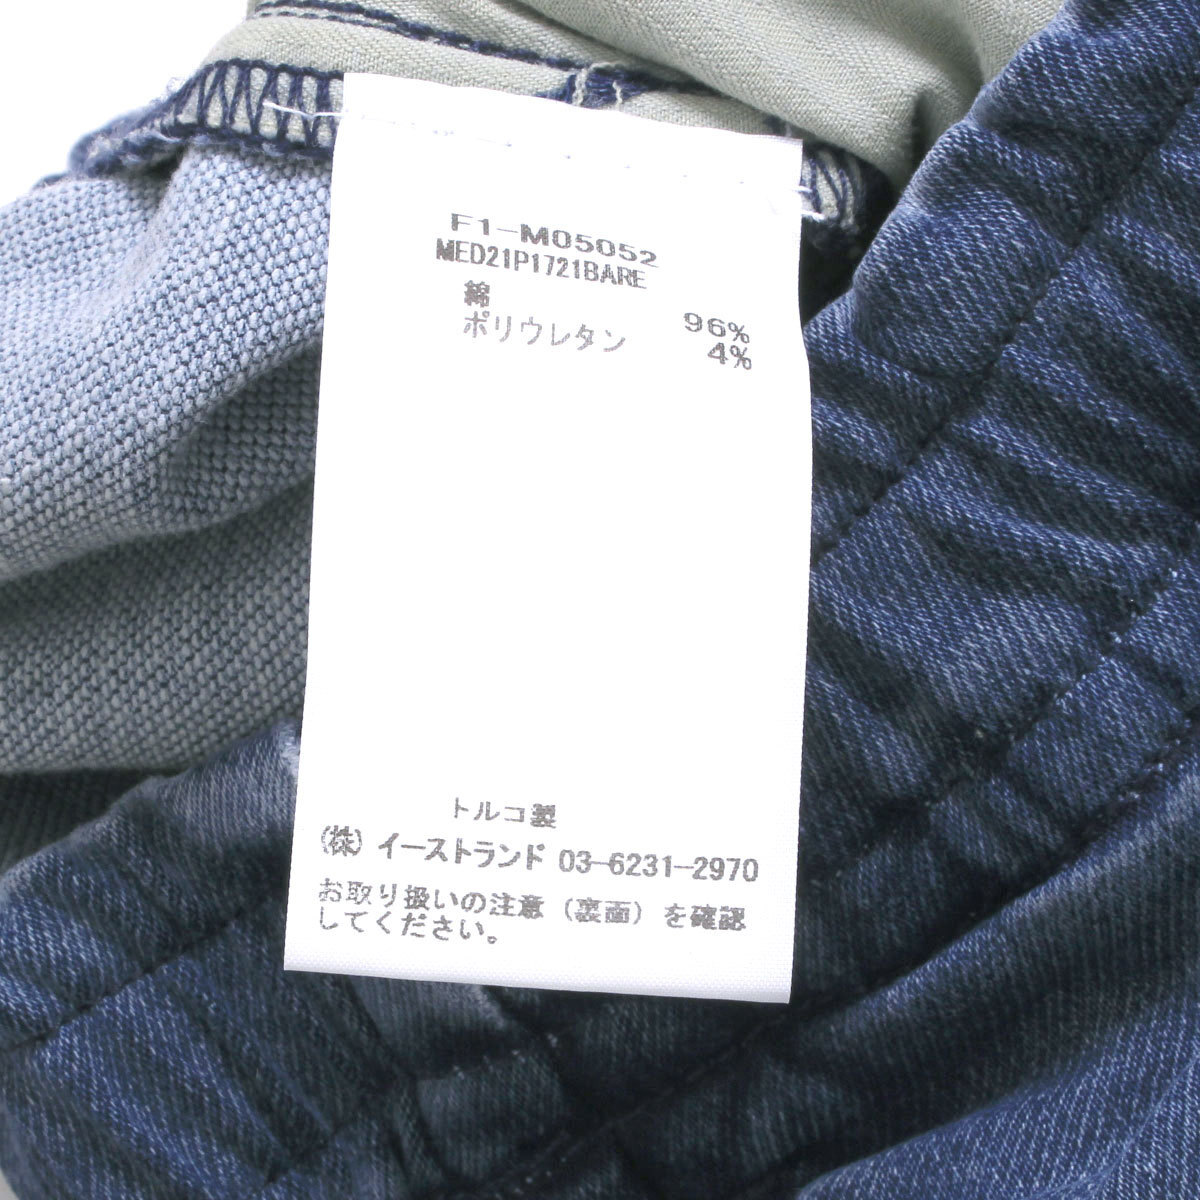 F1-M05052
MED21P1721BARE
綿 96%
ポリウレタン 4%
トルコ製
(株) イーストランド 03-6231-2970
お取り扱いの注意（裏面）を確認
してください。